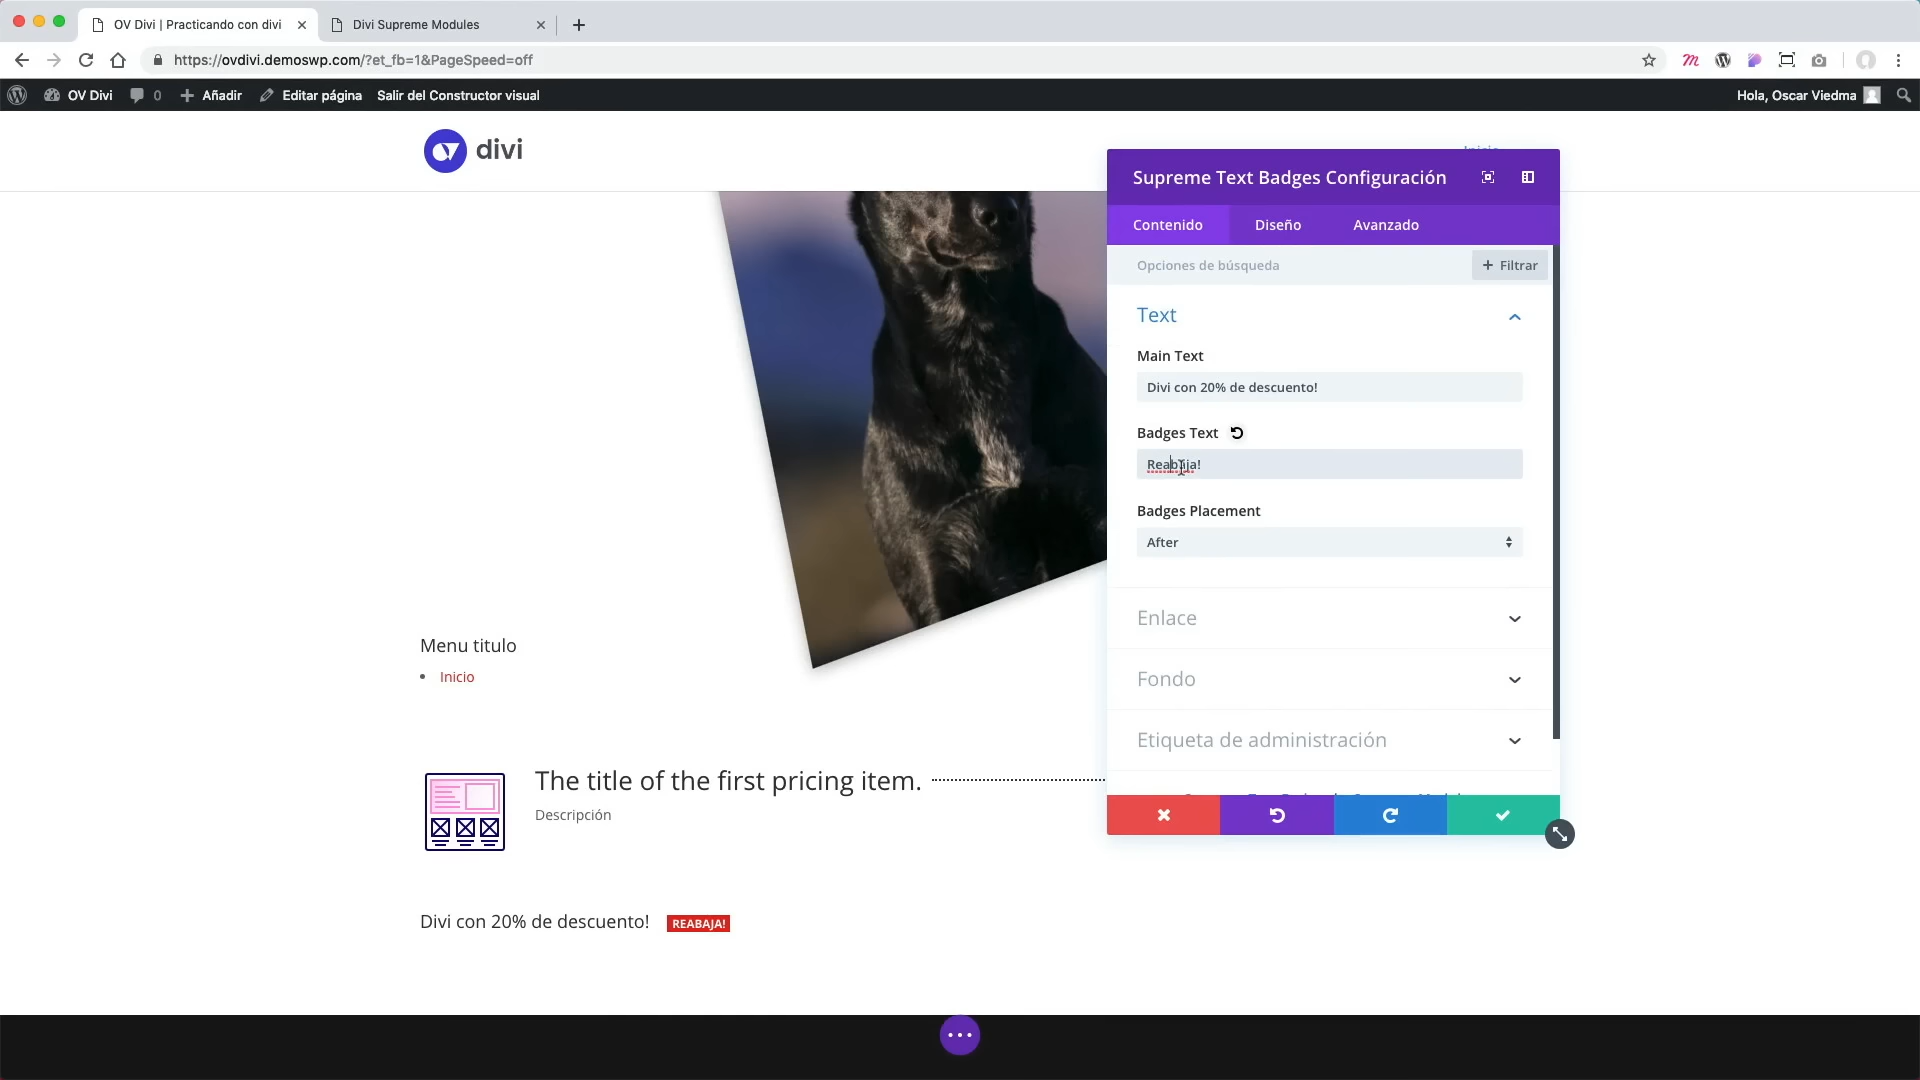 OV Divi | Practicando con divi
Divi Supreme Modules
https://ovdivi.demoswp.com/?et_fb=1&PageSpeed=off
OV Divi
0
Añadir
Editar página
Salir del Constructor visual
Hola, Oscar Viedma
divi
Supreme Text Badges Configuración
Contenido
Diseño
Avanzado
Opciones de búsqueda
+ Filtrar
Text
Main Text
Divi con 20% de descuento!
Badges Text
Reabaja!
Badges Placement
After
Enlace
Fondo
Etiqueta de administración
Menu titulo
Inicio
The title of the first pricing item.
Descripción
Divi con 20% de descuento!
REABAJA!